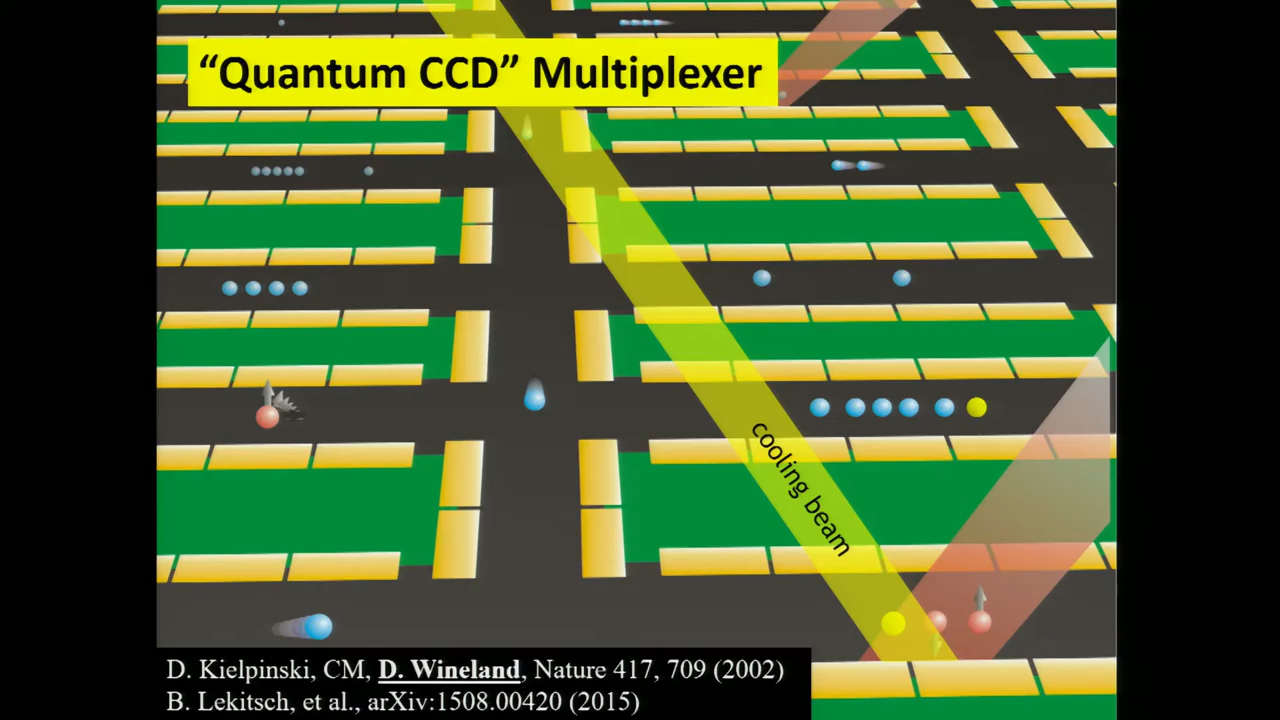 “Quantum CCD” Multiplexer
cooling beam
D. Kielpinski, CM, D. Wineland, Nature 417, 709 (2002)
B. Lekitsch, et al., arXiv:1508.00420 (2015)